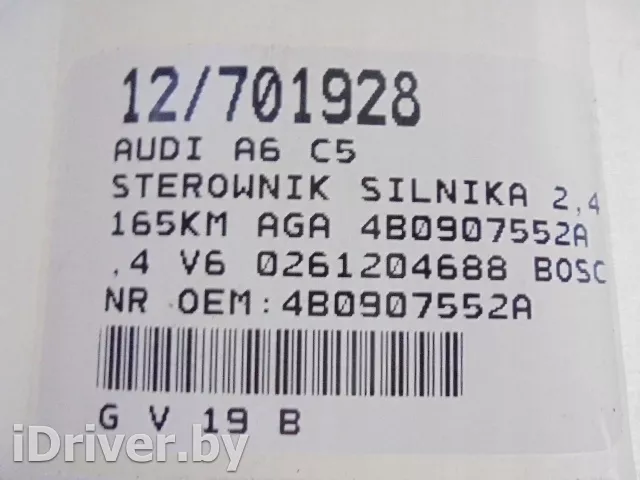 12/701928
AUDI A6 C5
STEROWNIK SILNIKA 2,4
165KM AGA 4B0907552A
,4 V6 0261204688 BOSC
NR OEM:4B0907552A
G V 19 B
iDriver.by